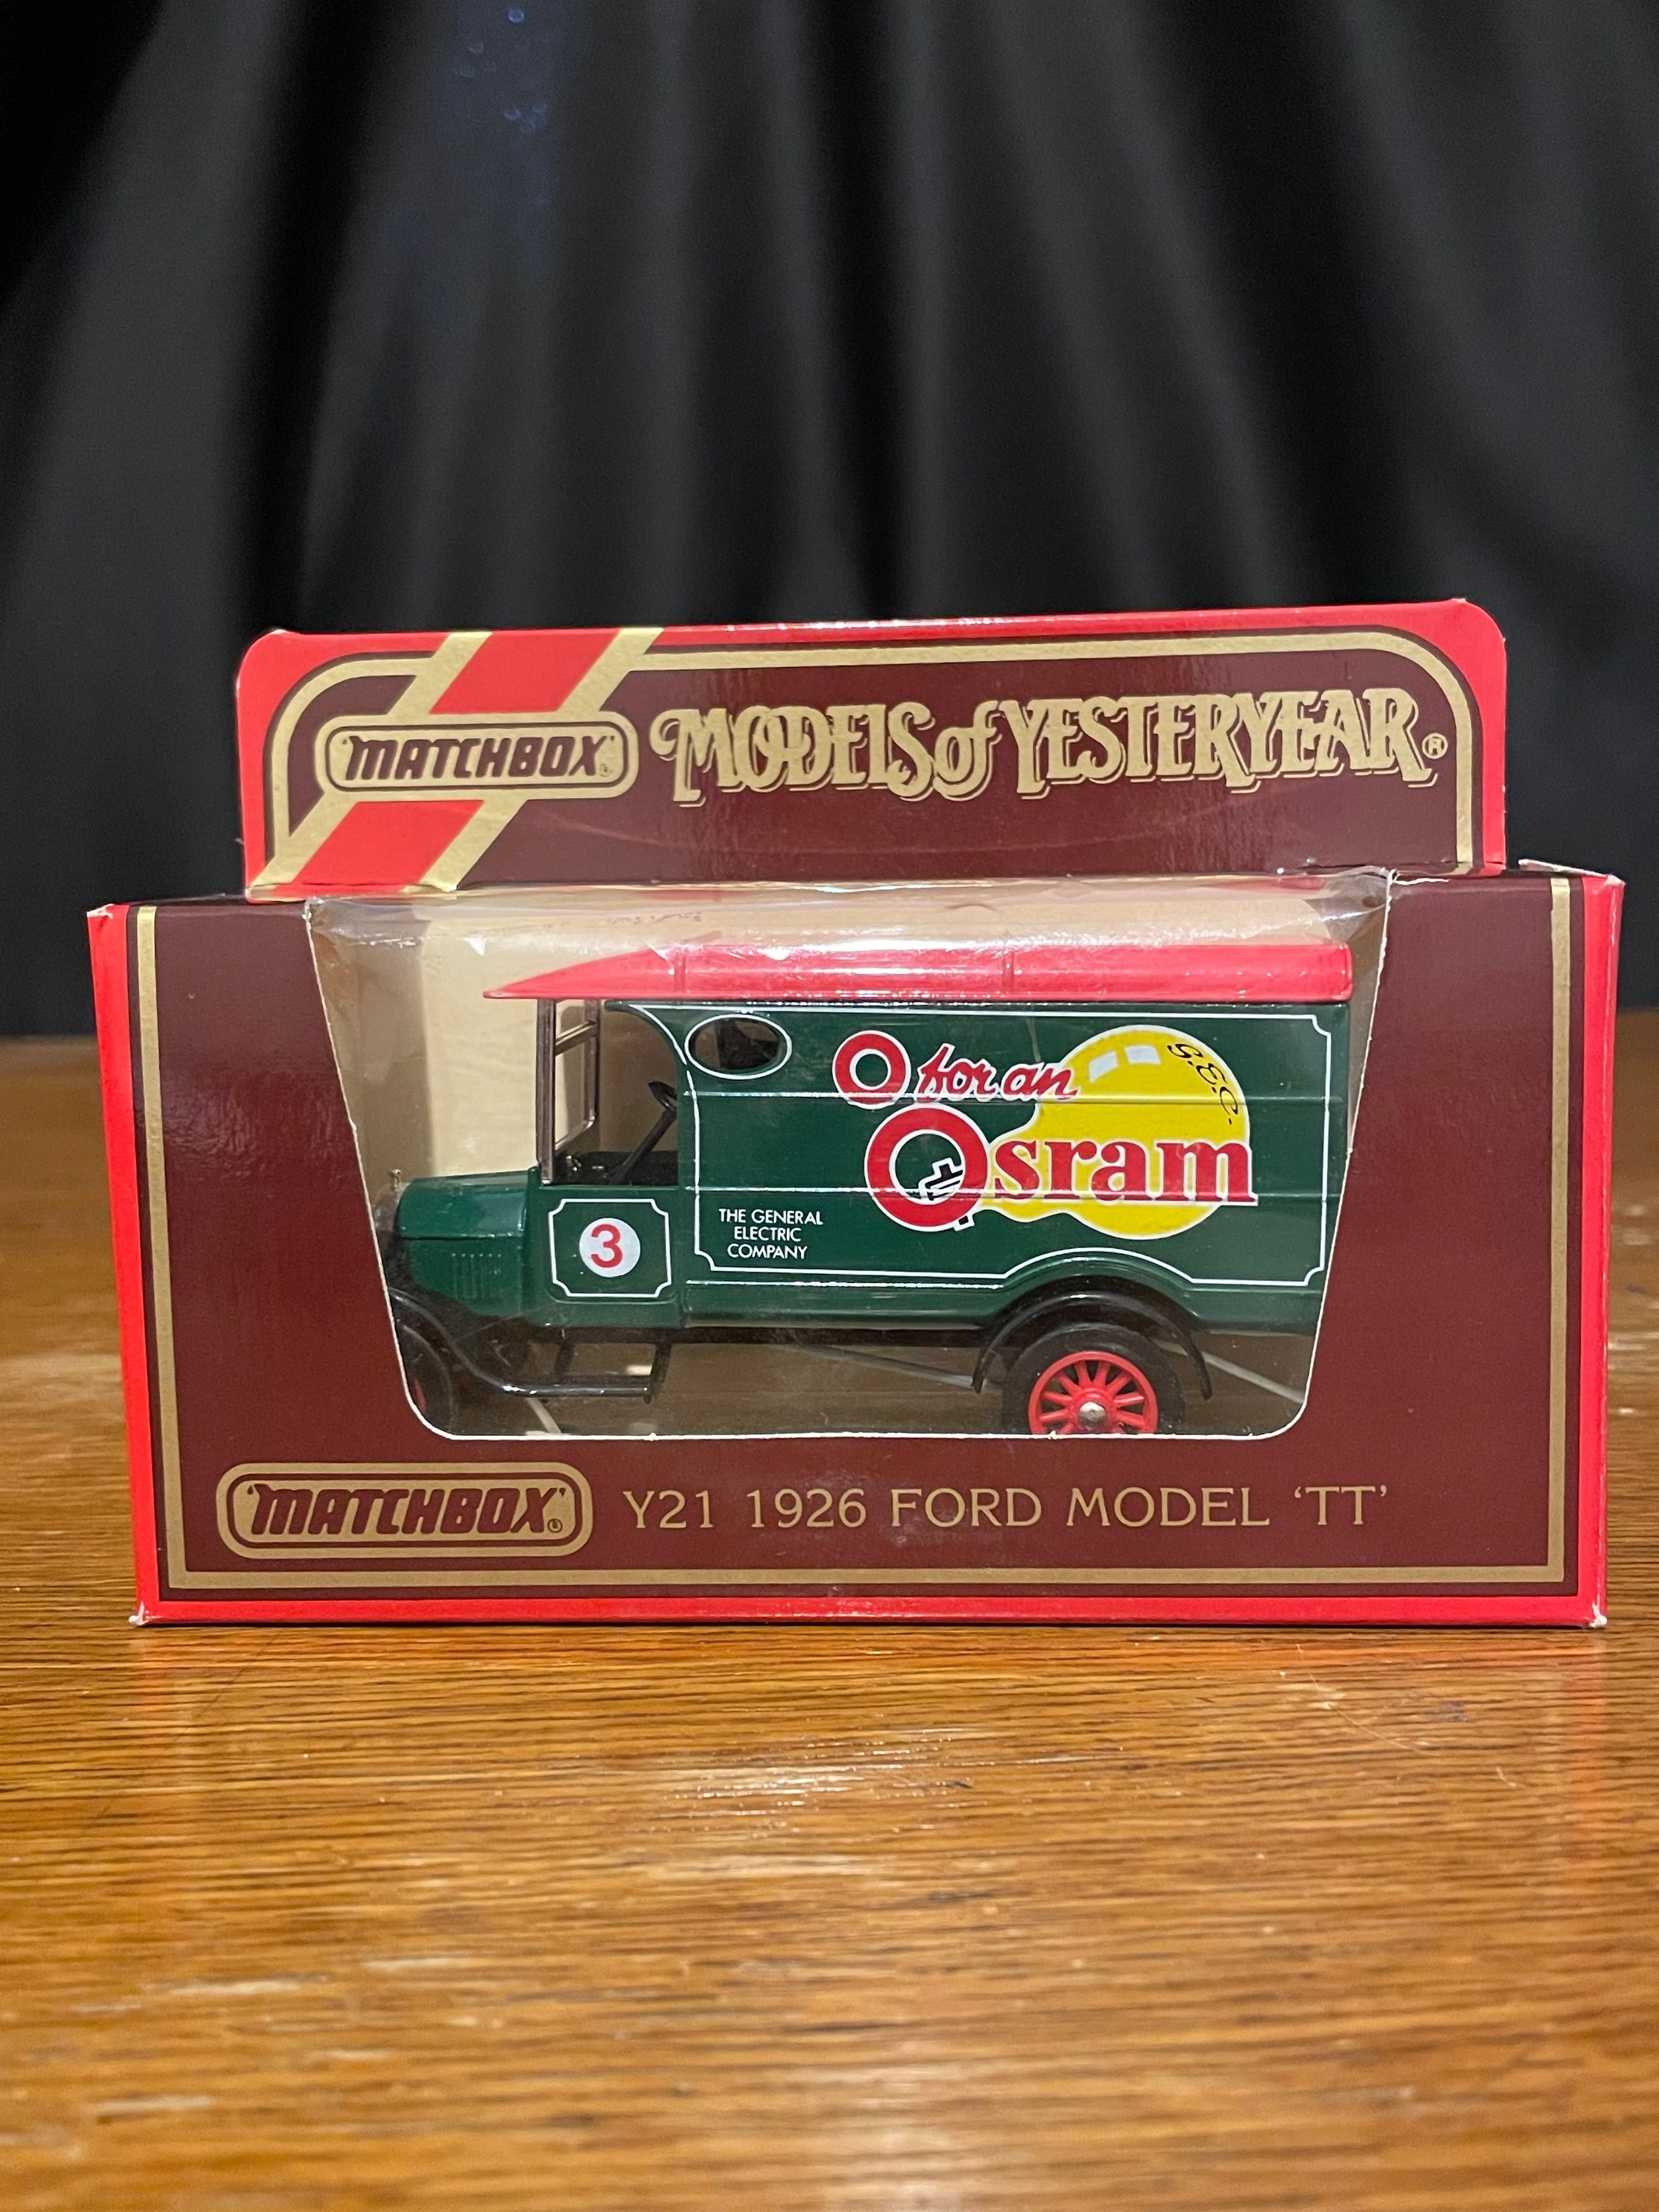 "MATCHBOX" MODELS of YESTERYEAR®
O for an
G.E.C.
Osram
THE GENERAL
ELECTRIC
COMPANY
3
"MATCHBOX"® Y21 1926 FORD MODEL ‘TT’